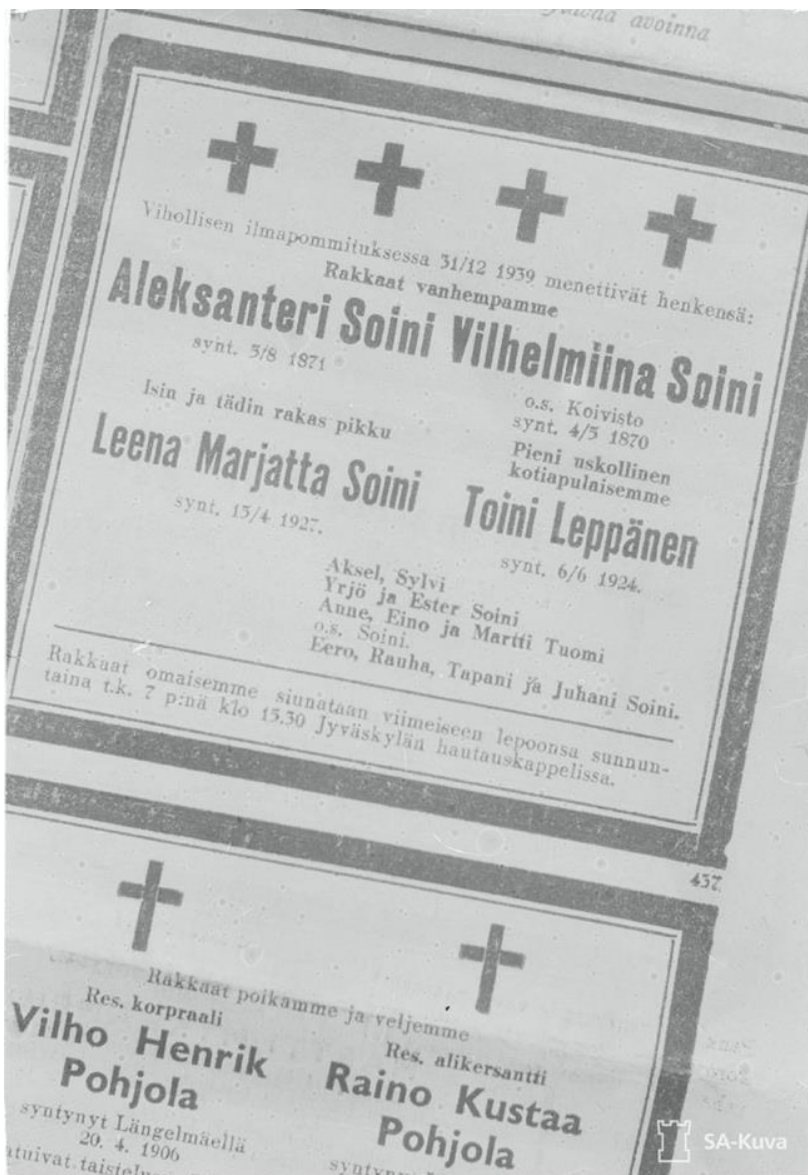 avoinna
Vihollisen ilmapommituksessa 31/12 1939 menettivät henkensä:
Rakkaat vanhempamme
Aleksanteri Soini Vilhelmiina Soini
synt. 5/8 1871
o.s. Koivisto
synt. 4/5 1870
Isin ja tädin rakas pikku
Pieni uskollinen
kotiapulaisemme
Leena Marjatta Soini
Toini Leppänen
synt. 15/4 1927.
synt. 6/6 1924.
Aksel, Sylvi
Yrjö ja Ester Soini
Anne, Eino ja Martti Tuomi
o.s. Soini.
Eero, Rauha, Tapani ja Juhani Soini.
Rakkaat omaisemme siunataan viimeiseen lepoonsa sunnun-
taina t.k. 7 p:nä klo 15.30 Jyväskylän hautauskappelissa.
437
Rakkaat poikamme ja veljemme
Res. korpraali
Res. alikersantti
Vilho Henrik
Pohjola
Raino Kustaa
Pohjola
syntynyt Längelmäellä
20. 4. 1906
SA-Kuva